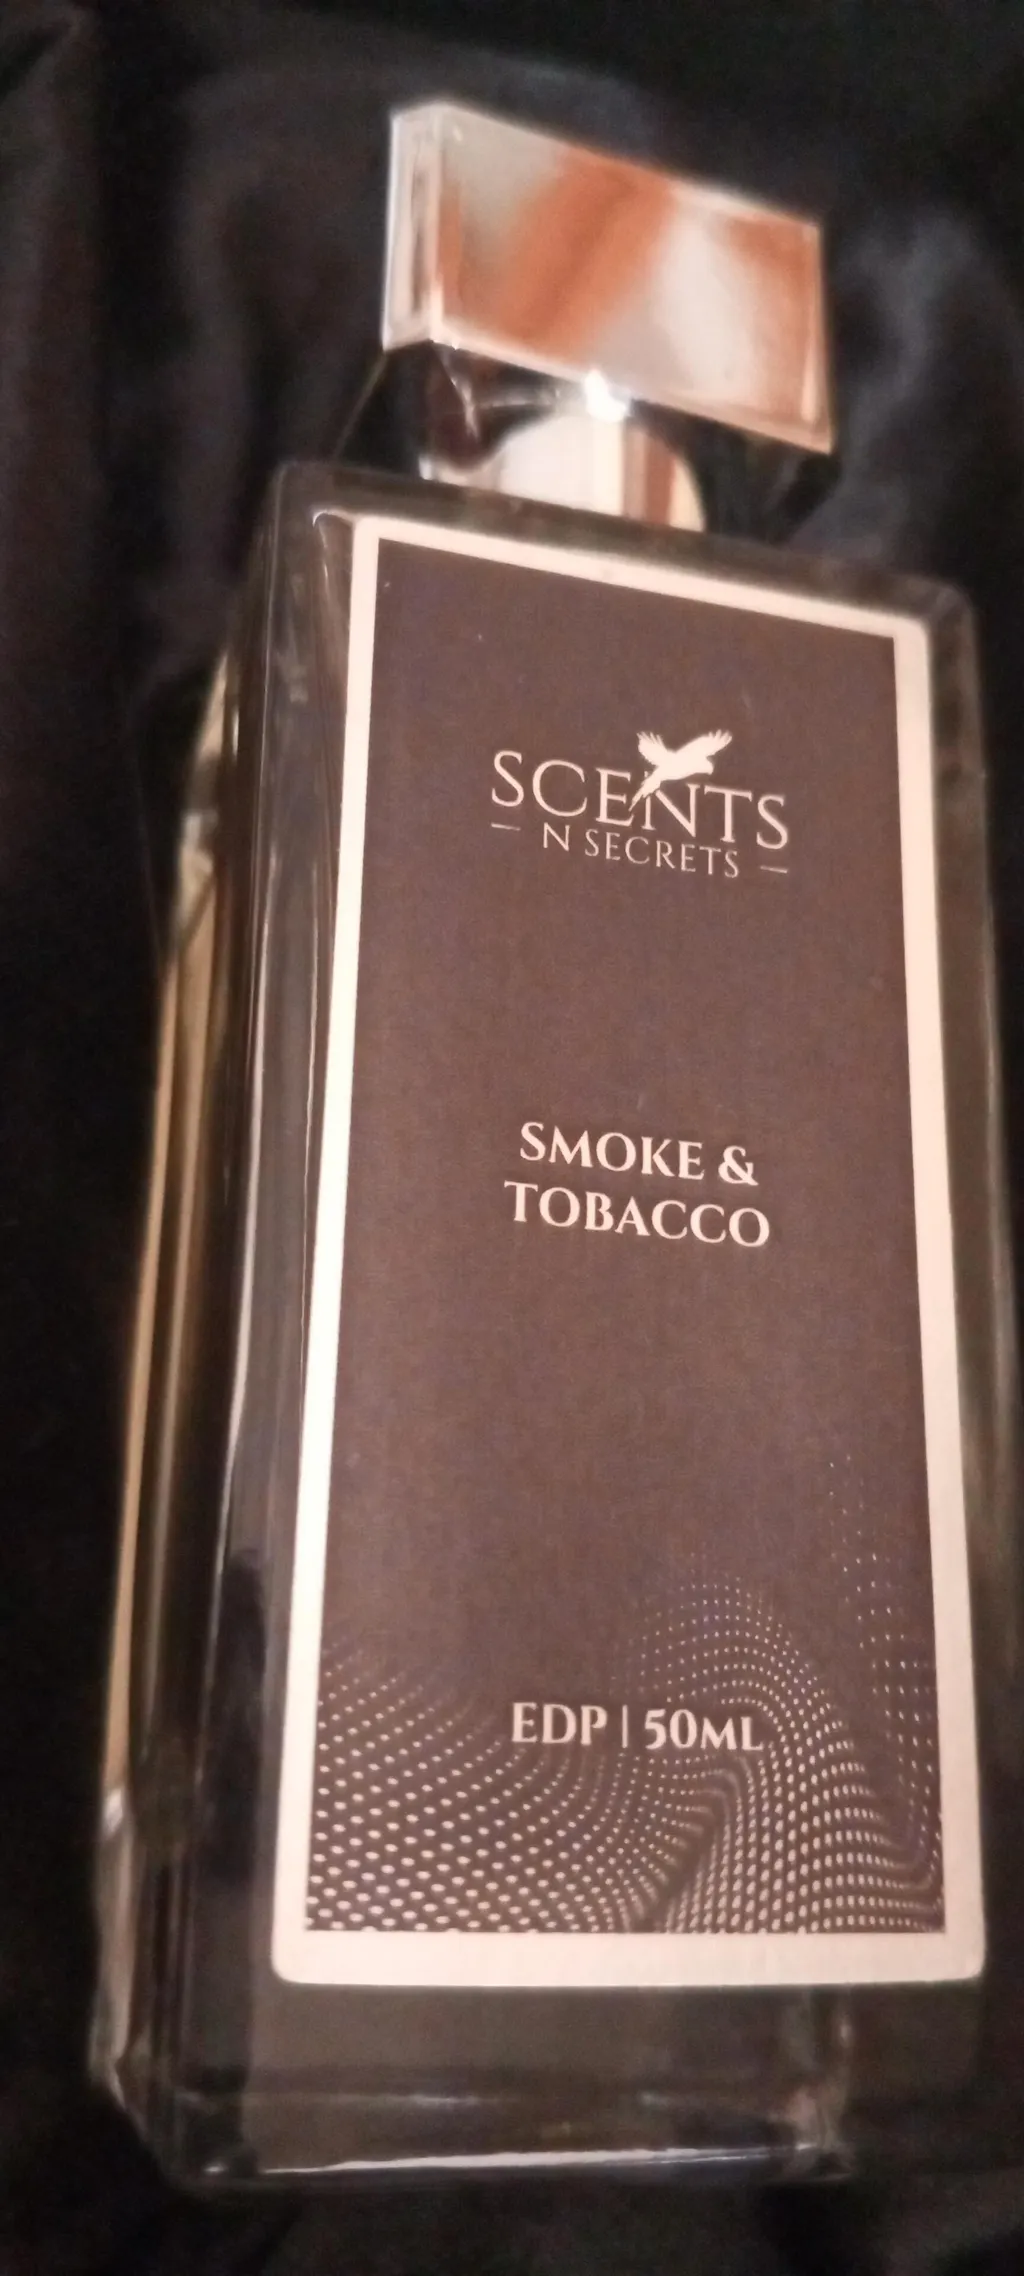 SCENTS
— N SECRETS —
SMOKE &
TOBACCO
EDP | 50ML